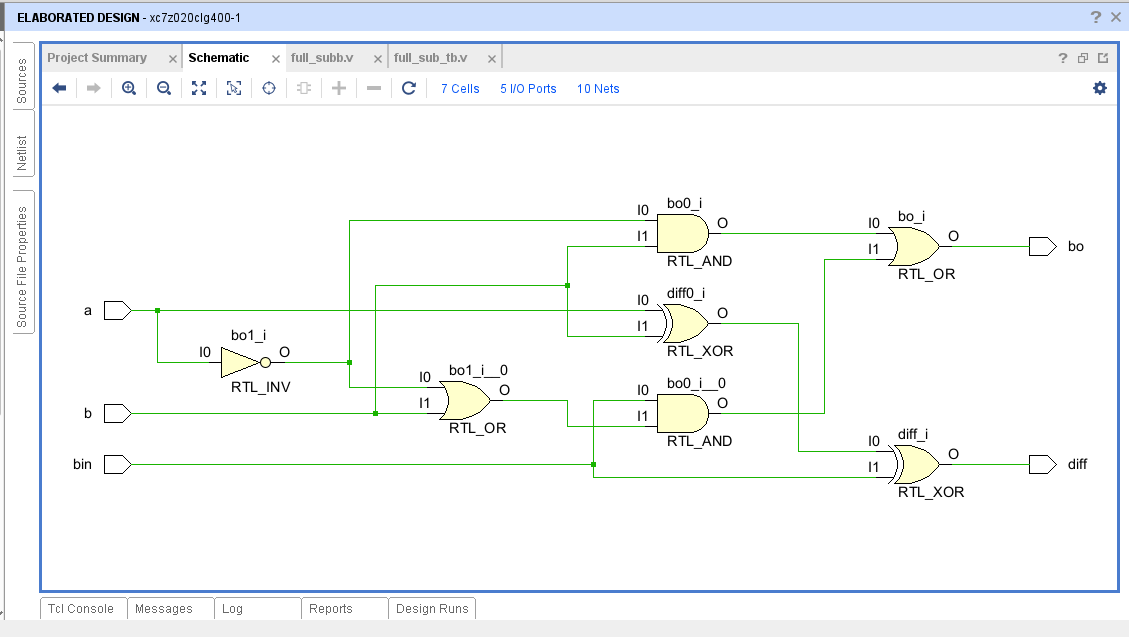 ELABORATED DESIGN - xc7z020clg400-1
Sources
Netlist
Source File Properties
Project Summary
Schematic
full_subb.v
full_sub_tb.v
7 Cells
5 I/O Ports
10 Nets
bo0_i
I0
I1
O
RTL_AND
bo_i
I0
I1
O
RTL_OR
bo
diff0_i
I0
I1
O
RTL_XOR
a
bo1_i
I0
O
RTL_INV
bo1_i__0
I0
I1
O
RTL_OR
bo0_i__0
I0
I1
O
RTL_AND
b
bin
diff_i
I0
I1
O
RTL_XOR
diff
Tcl Console
Messages
Log
Reports
Design Runs